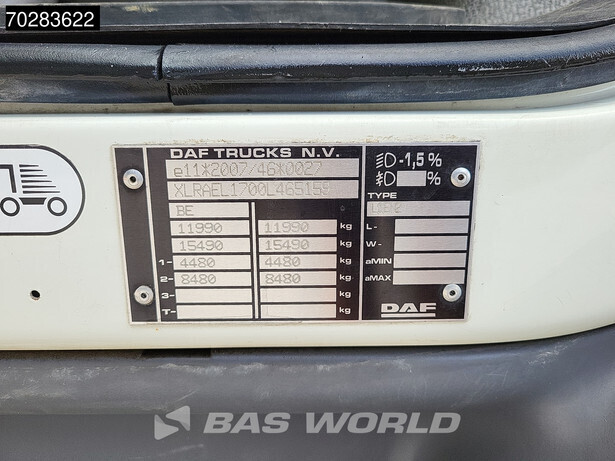 70283622
DAF TRUCKS N.V.
e11*2007/46*0027
XLRAEL1700L465155
BE
11990 11990 kg
15490 15490 kg
1- 4480 4480 kg
2- 8480 8480 kg
3- kg
T- kg
-1,5 %
%
TYPE
L-
W-
aMIN
aMAX
DAF
BAS WORLD